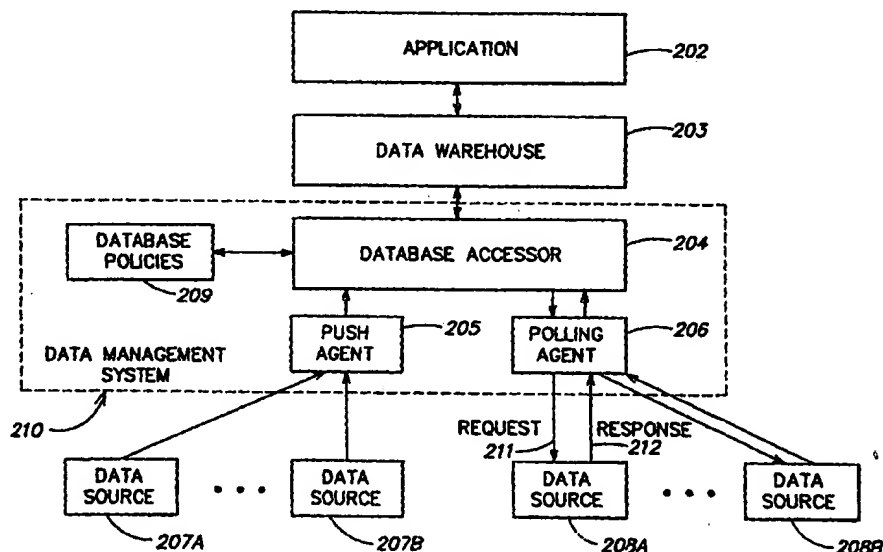 APPLICATION
202
DATA WAREHOUSE
203
DATABASE
POLICIES
209
DATABASE ACCESSOR
204
PUSH
AGENT
205
POLLING
AGENT
206
DATA MANAGEMENT
SYSTEM
210
REQUEST
211
RESPONSE
212
DATA
SOURCE
207A
DATA
SOURCE
207B
DATA
SOURCE
208A
DATA
SOURCE
208B